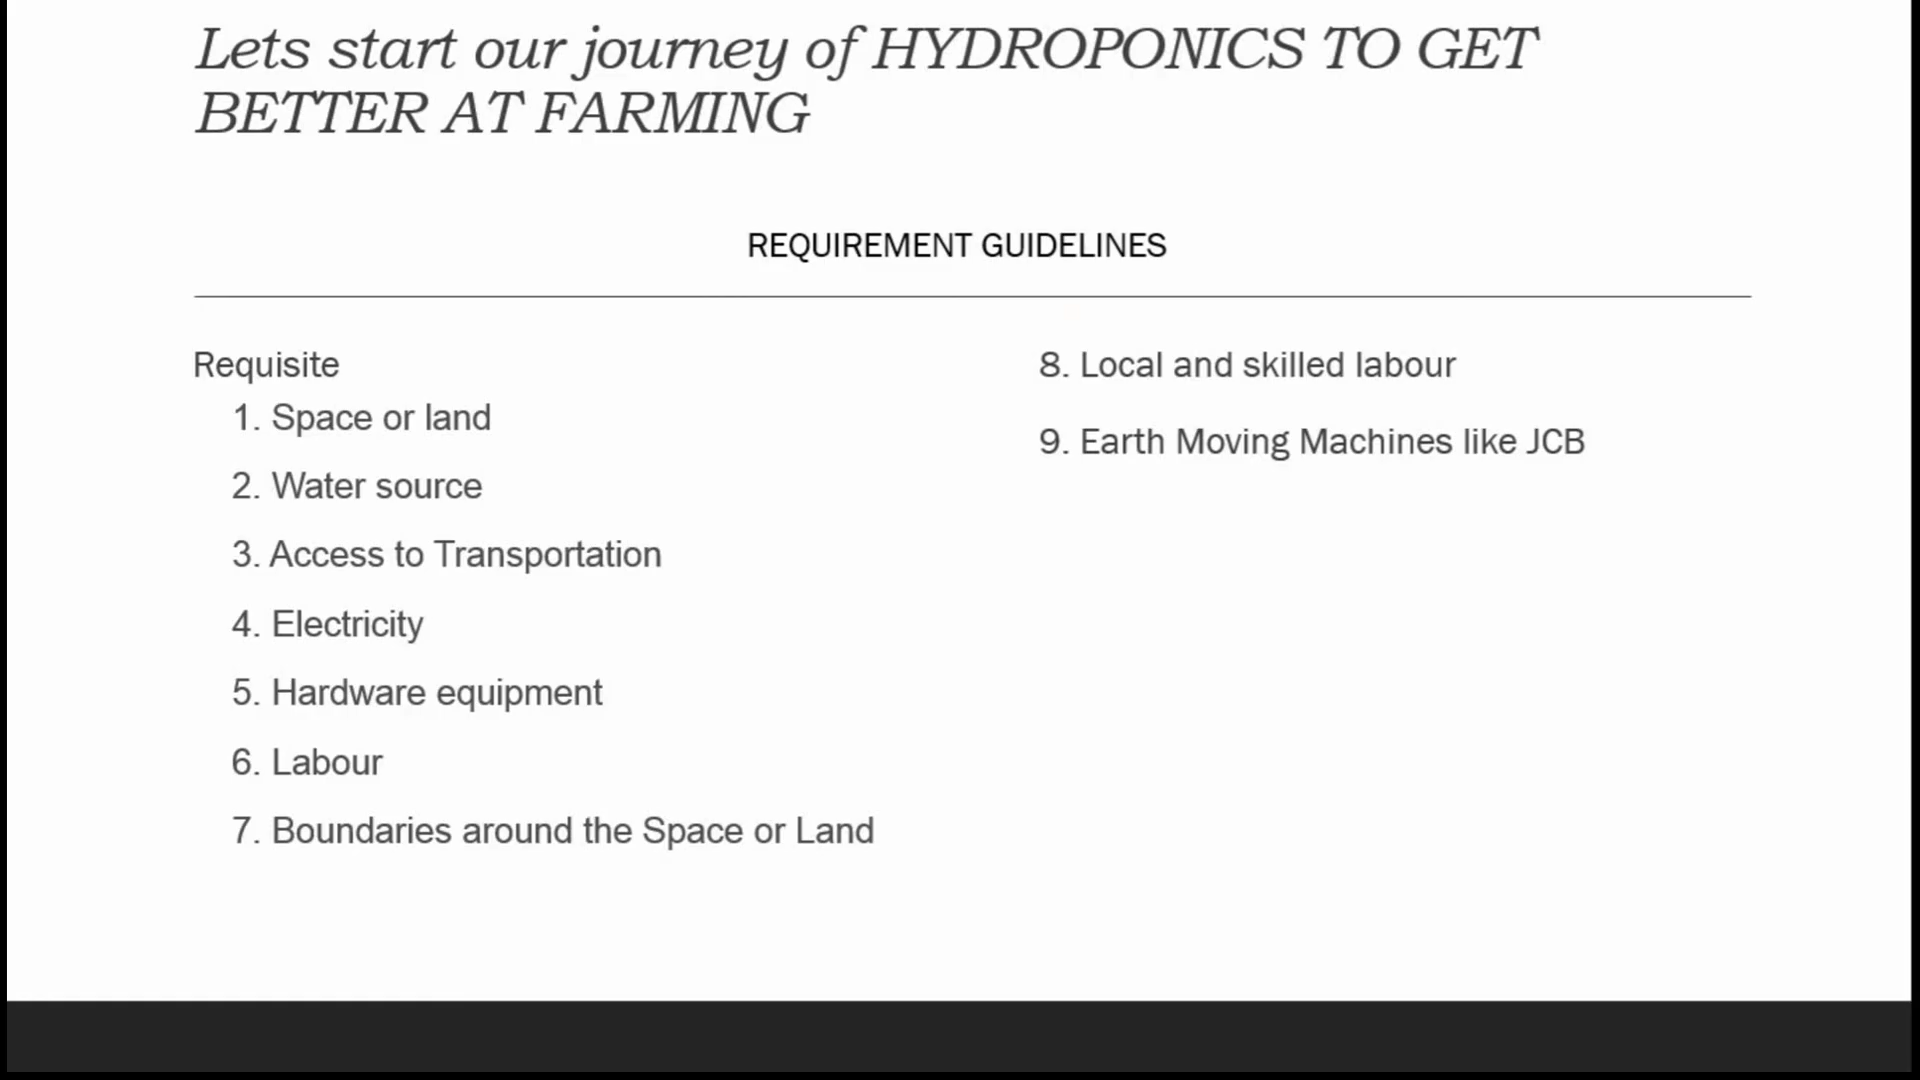 Lets start our journey of HYDROPONICS TO GET
BETTER AT FARMING
REQUIREMENT GUIDELINES
Requisite
1. Space or land
2. Water source
3. Access to Transportation
4. Electricity
5. Hardware equipment
6. Labour
7. Boundaries around the Space or Land
8. Local and skilled labour
9. Earth Moving Machines like JCB